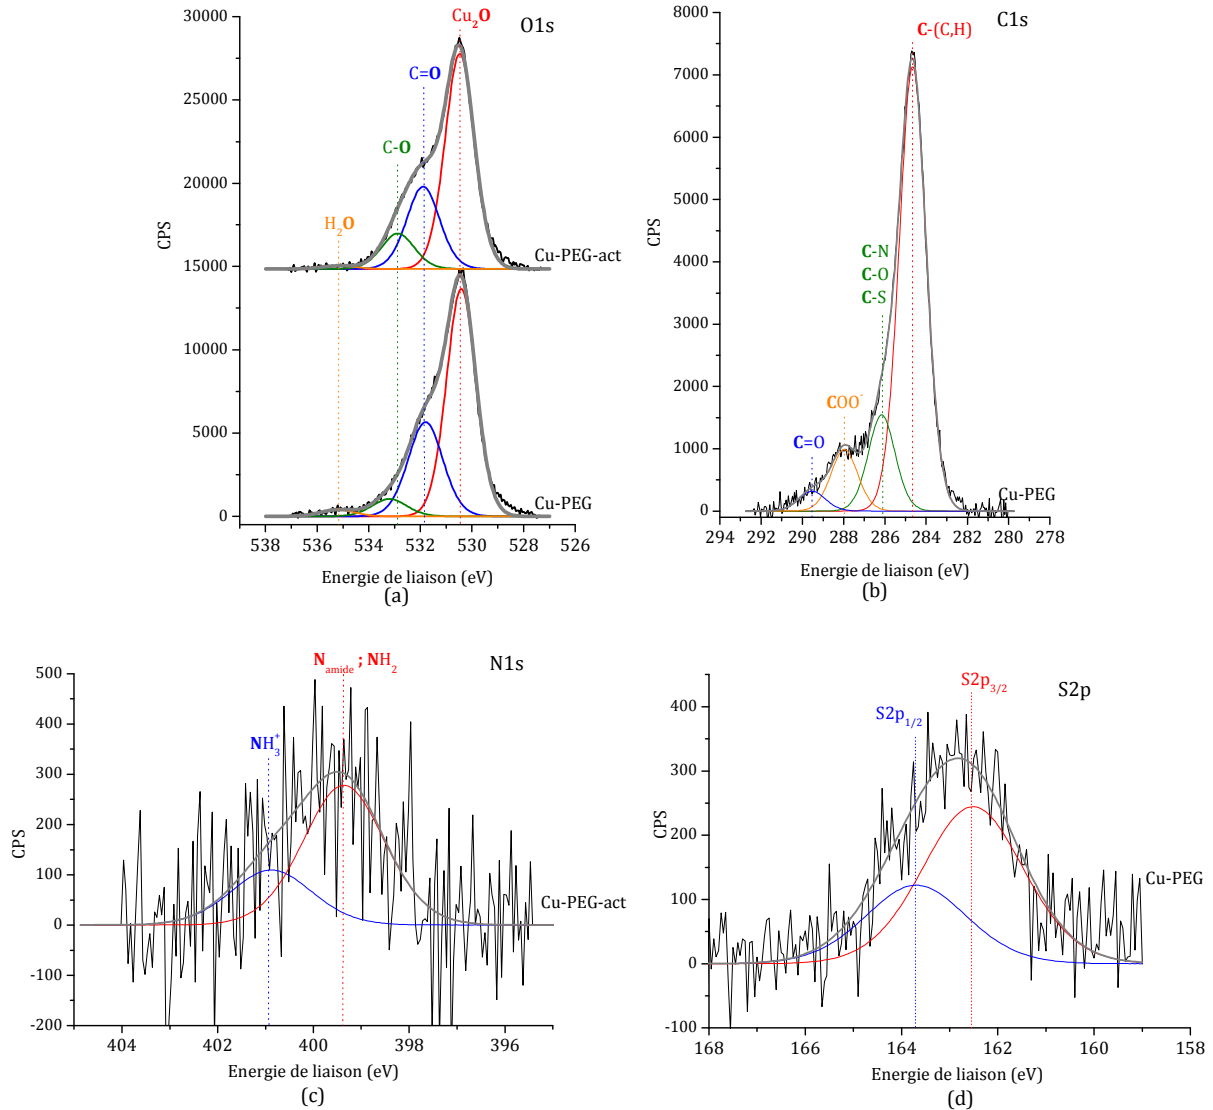 O1s
30000
25000
20000
15000
10000
5000
0
CPS
Cu₂O
C=O
C-O
H₂O
Cu-PEG-act
Cu-PEG
538 536 534 532 530 528 526
Energie de liaison (eV)
(a)
C1s
8000
7000
6000
5000
4000
3000
2000
1000
0
CPS
C-(C,H)
C-N
C-O
C-S
COO⁻
C=O
Cu-PEG
294 292 290 288 286 284 282 280 278
Energie de liaison (eV)
(b)
N1s
500
400
300
200
100
0
-100
-200
CPS
N amide ; NH₂
NH₃⁺
Cu-PEG-act
404 402 400 398 396
Energie de liaison (eV)
(c)
S2p
400
300
200
100
0
-100
CPS
S2p₃/₂
S2p₁/₂
Cu-PEG
168 166 164 162 160 158
Energie de liaison (eV)
(d)